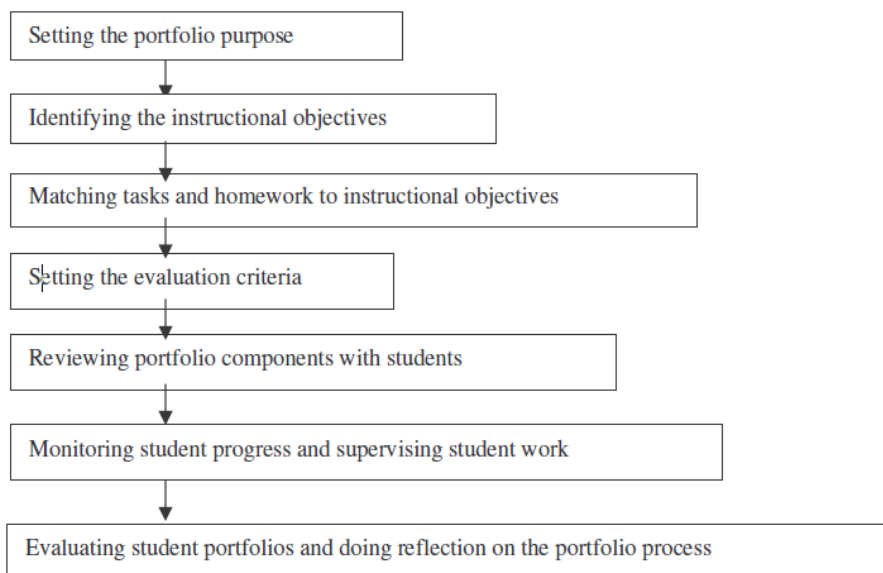 Setting the portfolio purpose
Identifying the instructional objectives
Matching tasks and homework to instructional objectives
Setting the evaluation criteria
Reviewing portfolio components with students
Monitoring student progress and supervising student work
Evaluating student portfolios and doing reflection on the portfolio process